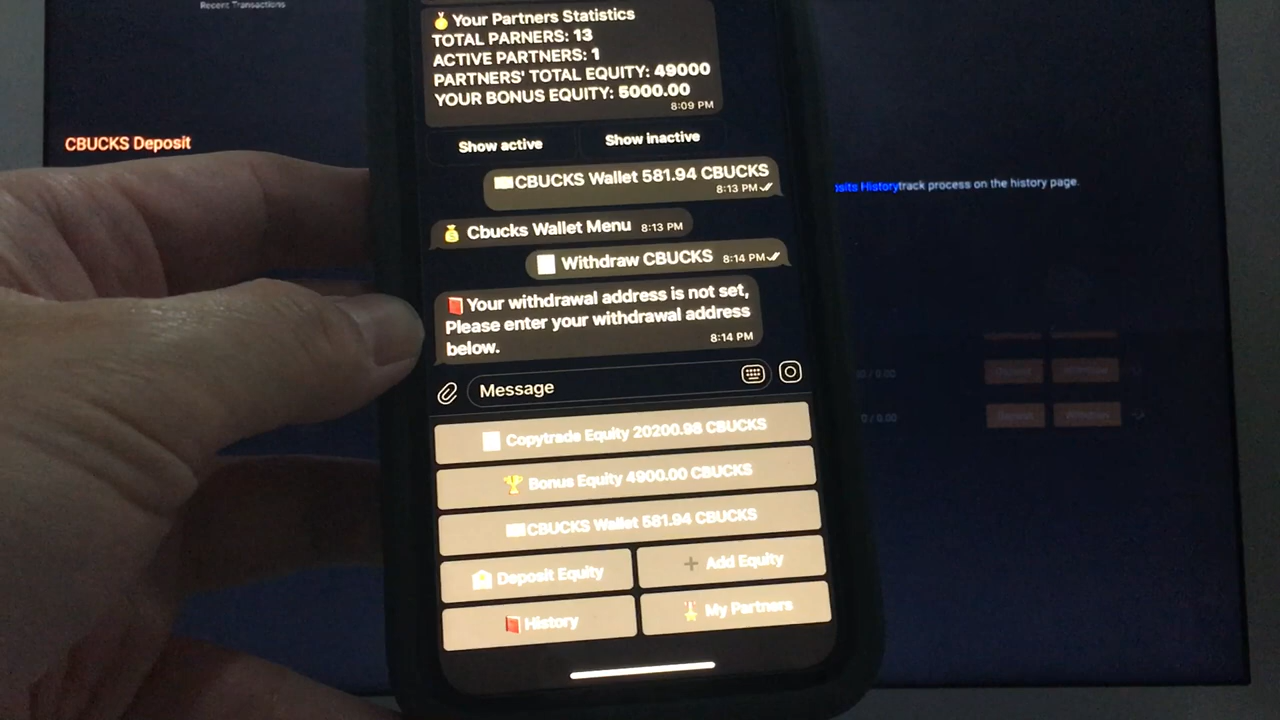 Recent Transactions
Your Partners Statistics
TOTAL PARNERS: 13
ACTIVE PARTNERS: 1
PARTNERS' TOTAL EQUITY: 49000
YOUR BONUS EQUITY: 5000.00
8:09 PM
Show active
Show inactive
CBUCKS Deposit
CBUCKS Wallet 581.94 CBUCKS
8:13 PM
History track process on the history page.
Cbucks Wallet Menu 8:13 PM
Withdraw CBUCKS 8:14 PM
Your withdrawal address is not set,
Please enter your withdrawal address
below.
8:14 PM
Message
Copytrade Equity 20200.98 CBUCKS
Bonus Equity 4900.00 CBUCKS
CBUCKS Wallet 581.94 CBUCKS
Deposit Equity
Add Equity
History
My Partners